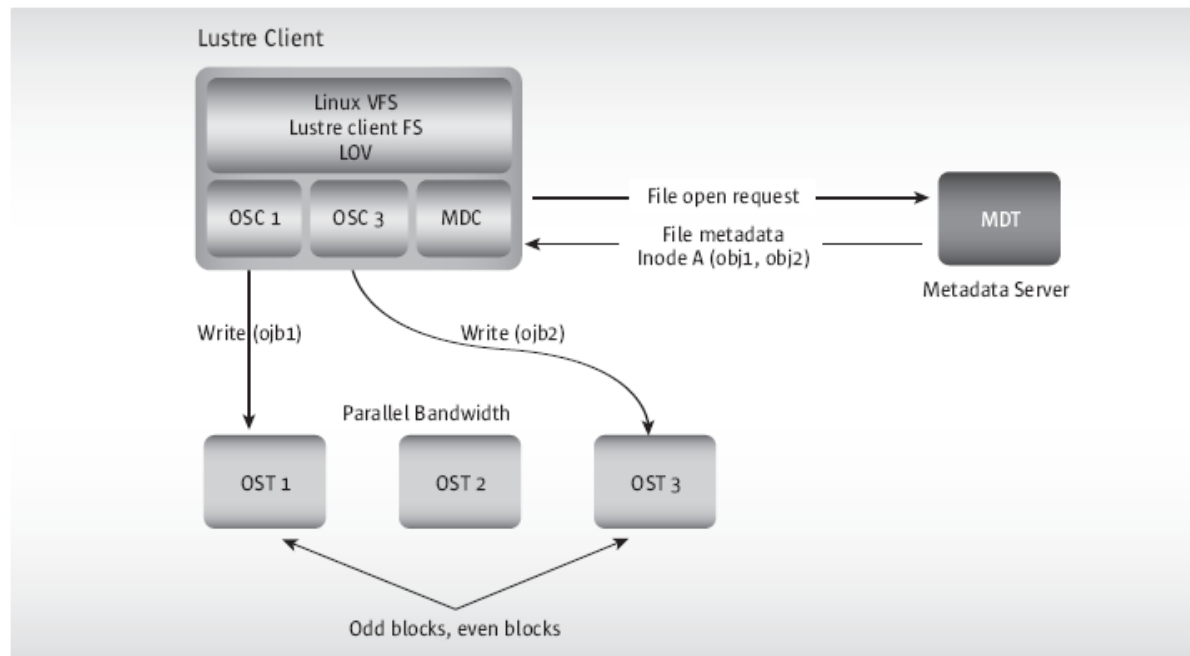 Lustre Client
Linux VFS
Lustre client FS
LOV
OSC 1
OSC 3
MDC
File open request
File metadata
Inode A (obj1, obj2)
MDT
Metadata Server
Write (ojb1)
Write (ojb2)
Parallel Bandwidth
OST 1
OST 2
OST 3
Odd blocks, even blocks